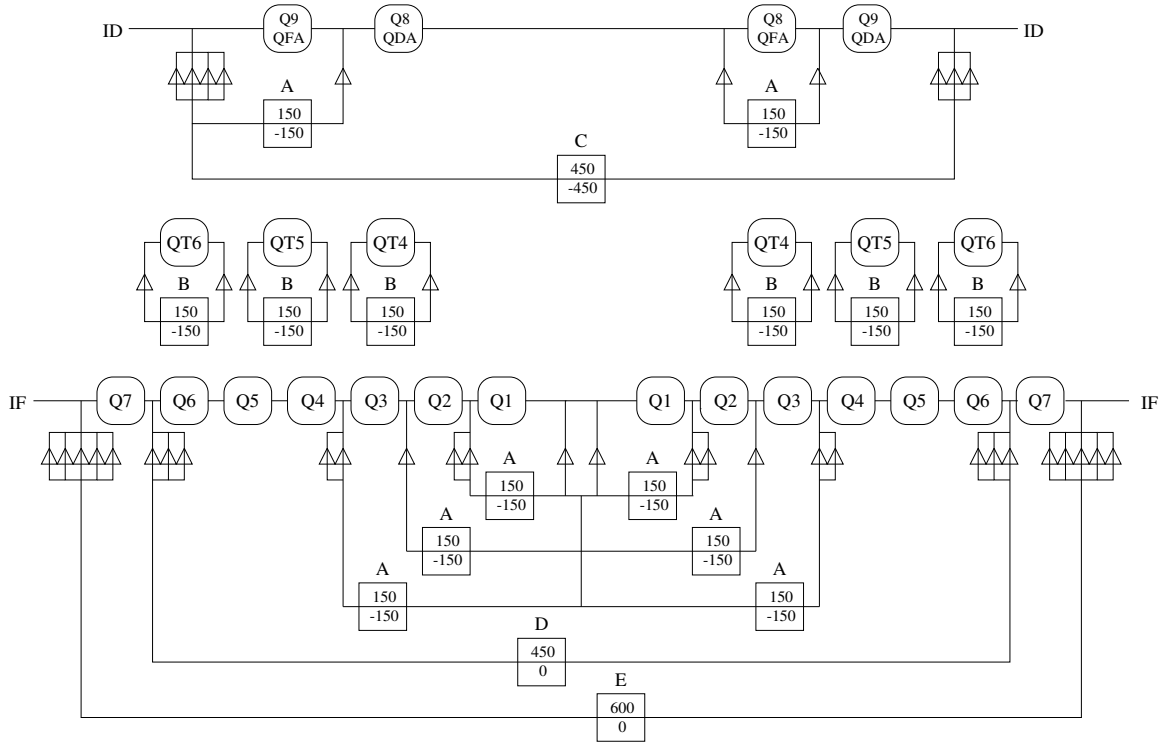 ID Q9 QFA Q8 QDA Q8 QFA Q9 QDA ID
A A
150 150
-150 -150
C
450
-450
QT6 QT5 QT4 QT4 QT5 QT6
B B B B B B
150 150 150 150 150 150
-150 -150 -150 -150 -150 -150
IF Q7 Q6 Q5 Q4 Q3 Q2 Q1 Q1 Q2 Q3 Q4 Q5 Q6 Q7 IF
A A
150 150
-150 -150
A A
150 150
-150 -150
A A
150 150
-150 -150
D
450
0
E
600
0